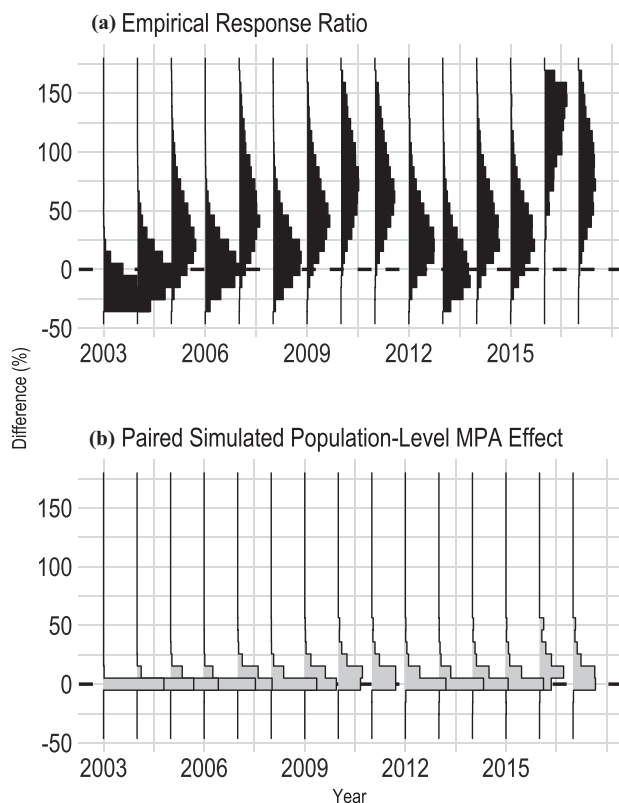 (a) Empirical Response Ratio
150
100
50
0
-50
2003 2006 2009 2012 2015
Difference (%)
(b) Paired Simulated Population-Level MPA Effect
150
100
50
0
-50
2003 2006 2009 2012 2015
Year